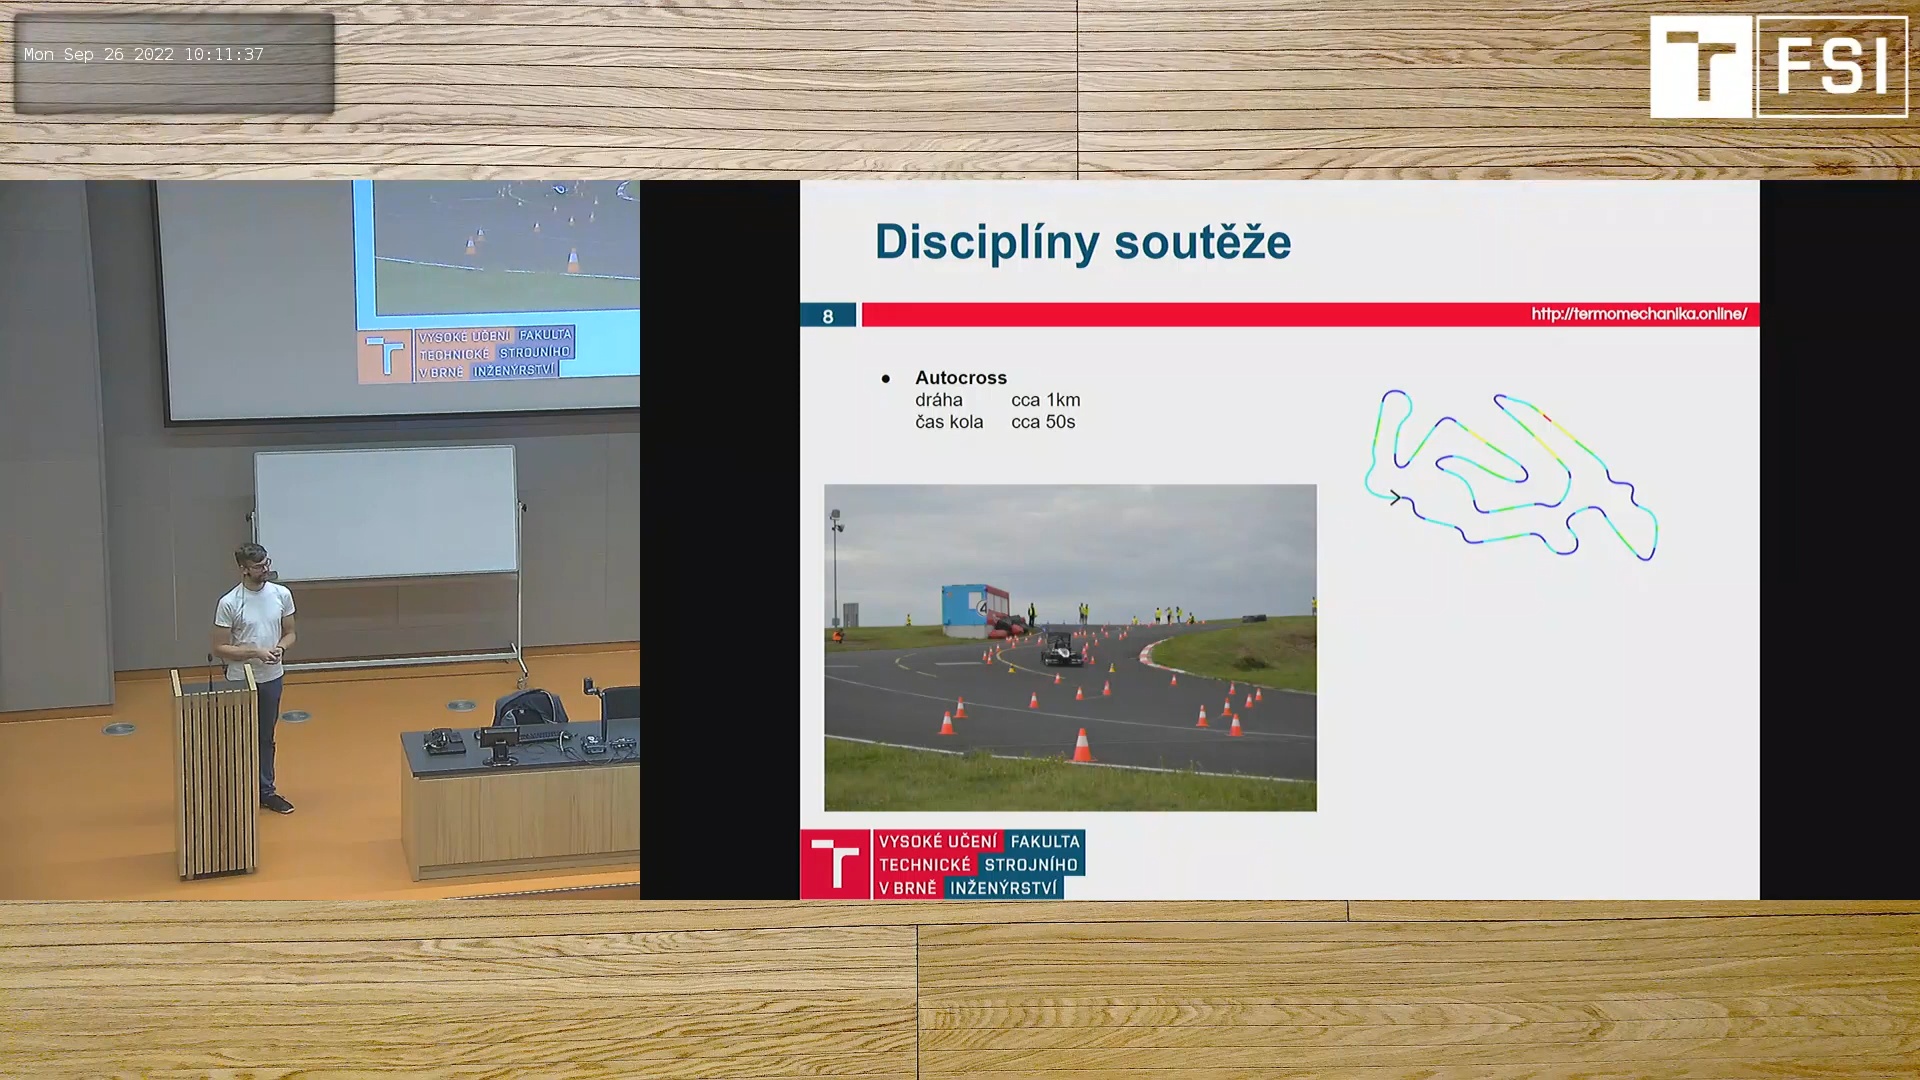 Mon Sep 26 2022 10:11:37
FSI
VYSOKÉ UČENÍ FAKULTA
TECHNICKÉ STROJNÍHO
V BRNĚ INŽENÝRSTVÍ
Disciplíny soutěže
8
http://termomechanika.online/
● Autocross
dráha cca 1km
čas kola cca 50s
4
VYSOKÉ UČENÍ FAKULTA
TECHNICKÉ STROJNÍHO
V BRNĚ INŽENÝRSTVÍ